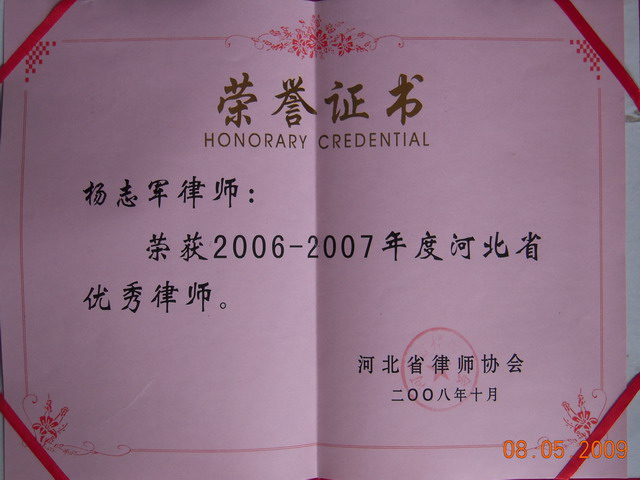 荣誉证书
HONORARY CREDENTIAL
杨志军律师：
荣获2006-2007年度河北省
优秀律师。
河北省律师协会
二〇〇八年十月
08.05.2009